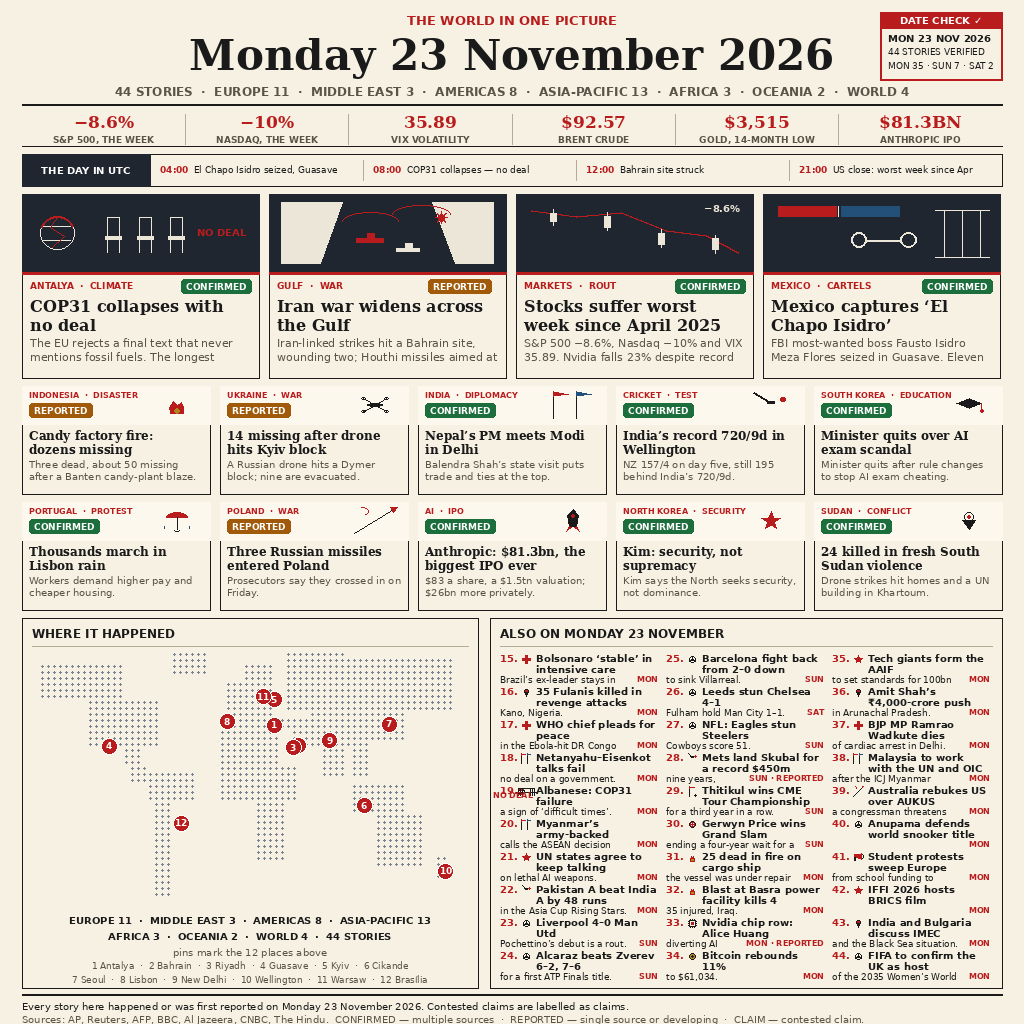 THE WORLD IN ONE PICTURE
Monday 23 November 2026
DATE CHECK ✓
MON 23 NOV 2026
44 STORIES VERIFIED
MON 35 · SUN 7 · SAT 2
44 STORIES · EUROPE 11 · MIDDLE EAST 3 · AMERICAS 8 · ASIA-PACIFIC 13 · AFRICA 3 · OCEANIA 2 · WORLD 4
−8.6%
S&P 500, THE WEEK
−10%
NASDAQ, THE WEEK
35.89
VIX VOLATILITY
$92.57
BRENT CRUDE
$3,515
GOLD, 14-MONTH LOW
$81.3BN
ANTHROPIC IPO
THE DAY IN UTC
04:00 El Chapo Isidro seized, Guasave
08:00 COP31 collapses — no deal
12:00 Bahrain site struck
21:00 US close: worst week since Apr
NO DEAL
ANTALYA · CLIMATE
CONFIRMED
COP31 collapses with
no deal
The EU rejects a final text that never
mentions fossil fuels. The longest
GULF · WAR
REPORTED
Iran war widens across
the Gulf
Iran-linked strikes hit a Bahrain site,
wounding two; Houthi missiles aimed at
−8.6%
MARKETS · ROUT
CONFIRMED
Stocks suffer worst
week since April 2025
S&P 500 −8.6%, Nasdaq −10% and VIX
35.89. Nvidia falls 23% despite record
MEXICO · CARTELS
CONFIRMED
Mexico captures ‘El
Chapo Isidro’
FBI most-wanted boss Fausto Isidro
Meza Flores seized in Guasave. Eleven
INDONESIA · DISASTER
REPORTED
Candy factory fire:
dozens missing
Three dead, about 50 missing
after a Banten candy-plant blaze.
UKRAINE · WAR
REPORTED
14 missing after drone
hits Kyiv block
A Russian drone hits a Dymer
block; nine are evacuated.
INDIA · DIPLOMACY
CONFIRMED
Nepal’s PM meets Modi
in Delhi
Balendra Shah’s state visit puts
trade and ties at the top.
CRICKET · TEST
CONFIRMED
India’s record 720/9d in
Wellington
NZ 157/4 on day five, still 195
behind India’s 720/9d.
SOUTH KOREA · EDUCATION
CONFIRMED
Minister quits over AI
exam scandal
Minister quits after rule changes
to stop AI exam cheating.
PORTUGAL · PROTEST
CONFIRMED
Thousands march in
Lisbon rain
Workers demand higher pay and
cheaper housing.
POLAND · WAR
REPORTED
Three Russian missiles
entered Poland
Prosecutors say they crossed in on
Friday.
AI · IPO
CONFIRMED
Anthropic: $81.3bn, the
biggest IPO ever
$83 a share, a $1.5tn valuation;
$26bn more privately.
NORTH KOREA · SECURITY
CONFIRMED
Kim: security, not
supremacy
Kim says the North seeks security,
not dominance.
SUDAN · CONFLICT
CONFIRMED
24 killed in fresh South
Sudan violence
Drone strikes hit homes and a UN
building in Khartoum.
WHERE IT HAPPENED
11
5
8
1
7
4
3
9
6
12
10
EUROPE 11 · MIDDLE EAST 3 · AMERICAS 8 · ASIA-PACIFIC 13
AFRICA 3 · OCEANIA 2 · WORLD 4 · 44 STORIES
pins mark the 12 places above
1 Antalya · 2 Bahrain · 3 Riyadh · 4 Guasave · 5 Kyiv · 6 Cikande
7 Seoul · 8 Lisbon · 9 New Delhi · 10 Wellington · 11 Warsaw · 12 Brasília
ALSO ON MONDAY 23 NOVEMBER
15. Bolsonaro ‘stable’ in
intensive care
Brazil’s ex-leader stays in MON
16. 35 Fulanis killed in
revenge attacks
Kano, Nigeria. MON
17. WHO chief pleads for
peace
in the Ebola-hit DR Congo MON
18. Netanyahu–Eisenkot
talks fail
no deal on a government. MON
19. Albanese: COP31
NO DEAL
failure
a sign of ‘difficult times’. MON
20. Myanmar’s
army-backed
calls the ASEAN decision MON
21. UN states agree to
keep talking
on lethal AI weapons. MON
22. Pakistan A beat India
A by 48 runs
in the Asia Cup Rising Stars. MON
23. Liverpool 4–0 Man
Utd
Pochettino’s debut is a rout. SUN
24. Alcaraz beats Zverev
6–2, 7–6
for a first ATP Finals title. SUN
25. Barcelona fight back
from 2–0 down
to sink Villarreal. SUN
26. Leeds stun Chelsea
4–1
Fulham hold Man City 1–1. SAT
27. NFL: Eagles stun
Steelers
Cowboys score 51. SUN
28. Mets land Skubal for
a record $450m
nine years, SUN · REPORTED
29. Thitikul wins CME
Tour Championship
for a third year in a row. SUN
30. Gerwyn Price wins
Grand Slam
ending a four-year wait for a SUN
31. 25 dead in fire on
cargo ship
the vessel was under repair MON
32. Blast at Basra power
facility kills 4
35 injured, Iraq. MON
33. Nvidia chip row:
Alice Huang
diverting AI MON · REPORTED
34. Bitcoin rebounds
11%
to $61,034. MON
35. Tech giants form the
AAIF
to set standards for 100bn MON
36. Amit Shah’s
₹4,000-crore push
in Arunachal Pradesh. MON
37. BJP MP Ramrao
Wadkute dies
of cardiac arrest in Delhi. MON
38. Malaysia to work
with the UN and OIC
after the ICJ Myanmar MON
39. Australia rebukes US
over AUKUS
a congressman threatens MON
40. Anupama defends
world snooker title
MON
41. Student protests
sweep Europe
from school funding to MON
42. IFFI 2026 hosts
BRICS film
MON
43. India and Bulgaria
discuss IMEC
and the Black Sea situation. MON
44. FIFA to confirm the
UK as host
of the 2035 Women’s World MON
Every story here happened or was first reported on Monday 23 November 2026. Contested claims are labelled as claims.
Sources: AP, Reuters, AFP, BBC, Al Jazeera, CNBC, The Hindu. CONFIRMED — multiple sources · REPORTED — single source or developing · CLAIM — contested claim.